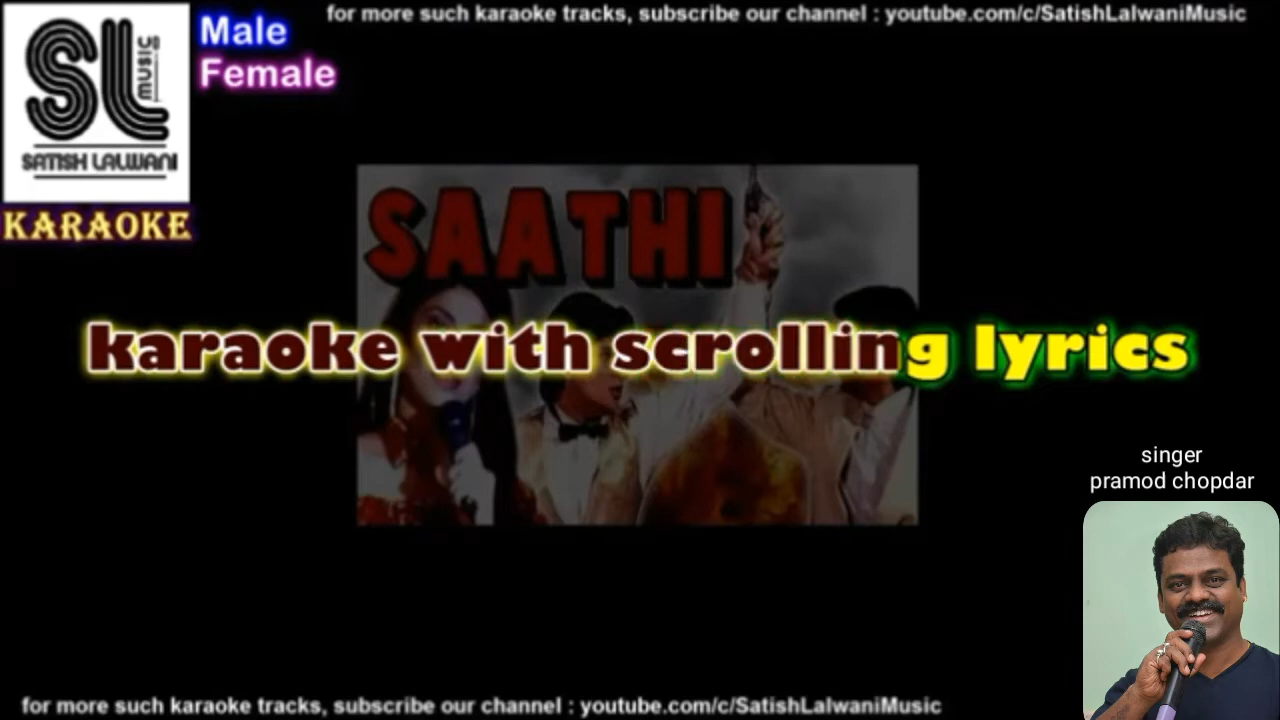 for more such karaoke tracks, subscribe our channel : youtube.com/c/SatishLalwaniMusic
Male
Female
SL MUSIC CO
SATISH LALWANI
KARAOKE
SAATHI
karaoke with scrolling lyrics
singer
pramod chopdar
for more such karaoke tracks, subscribe our channel : youtube.com/c/SatishLalwaniMusic